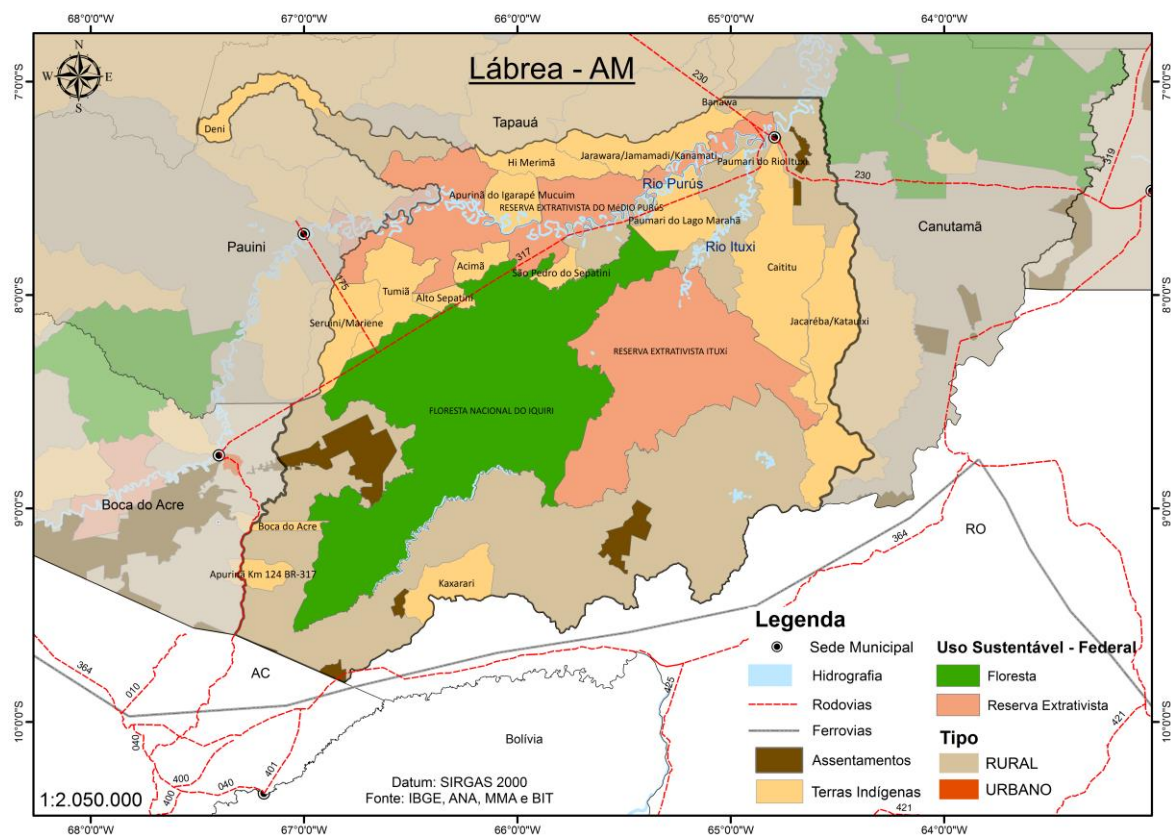 68°0'0"W
67°0'0"W
66°0'0"W
65°0'0"W
64°0'0"W
7°0'0"S
8°0'0"S
9°0'0"S
10°0'0"S
7°0'0"S
8°0'0"S
9°0'0"S
10°0'0"S
N
W
E
S
Lábrea - AM
230
Deni
Tapauá
Banawa
Hi Merimã
Jarawara/Jamamadi/Kanamati
Paumari do RioIItuxi
319
230
Rio Purús
Apurinã do Igarapé Mucuim
RESERVA EXTRATIVISTA DO MéDIO PURúS
Paumari do Lago Marahã
Pauini
Canutamã
Rio Ituxi
317
Acimã
Caititu
São Pedro do Sepatini
175
Tumiã
Alto Sepatini
Seruini/Mariene
Jacaréba/Katauixi
RESERVA EXTRATIVISTA ITUXi
FLORESTA NACIONAL DO IQUIRI
Boca do Acre
Boca do Acre
RO
364
Apurinã Km 124 BR-317
Kaxarari
364
AC
010
425
040
400
040
401
400
Bolívia
421
421
Legenda
Sede Municipal
Hidrografia
Rodovias
Ferrovias
Assentamentos
Terras Indígenas
Uso Sustentável - Federal
Floresta
Reserva Extrativista
Tipo
RURAL
URBANO
Datum: SIRGAS 2000
Fonte: IBGE, ANA, MMA e BIT
1:2.050.000
68°0'0"W
67°0'0"W
66°0'0"W
65°0'0"W
64°0'0"W